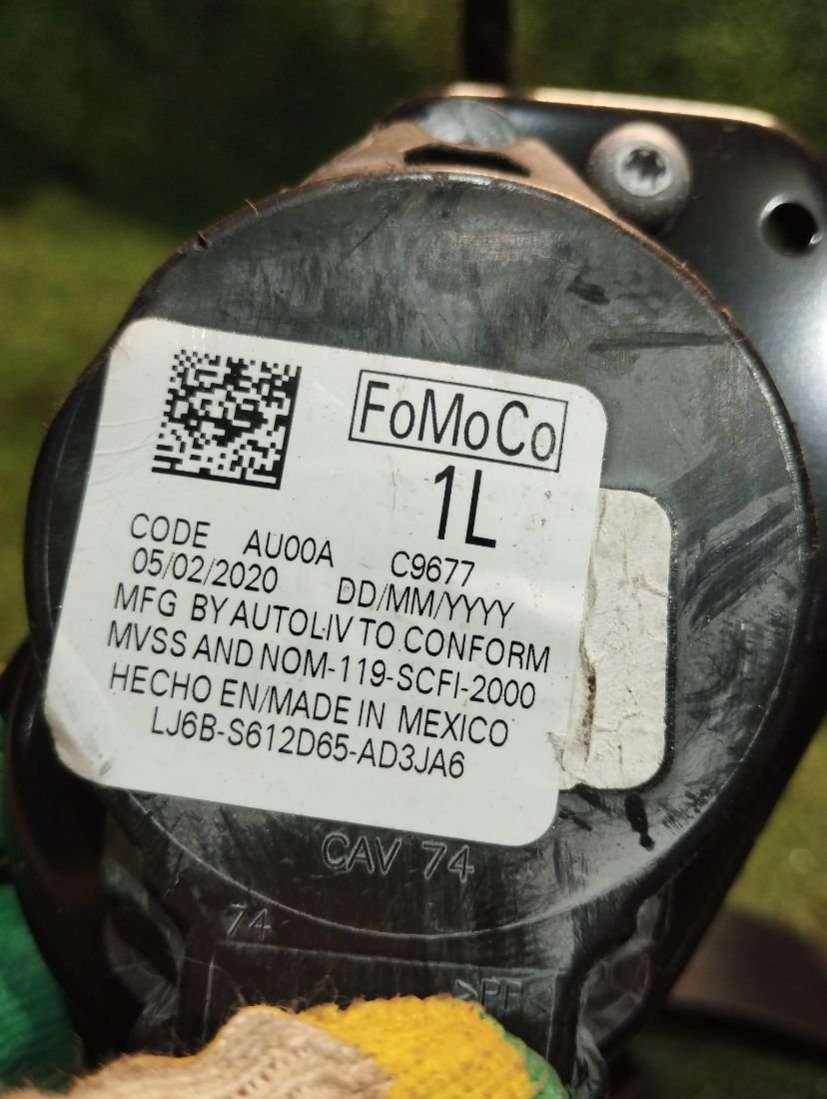 FoMoCo
1L
CODE AU00A C9677
05/02/2020 DD/MM/YYYY
MFG BY AUTOLIV TO CONFORM
MVSS AND NOM-119-SCFI-2000
HECHO EN/MADE IN MEXICO
LJ6B-S612D65-AD3JA6
CAV 74
74